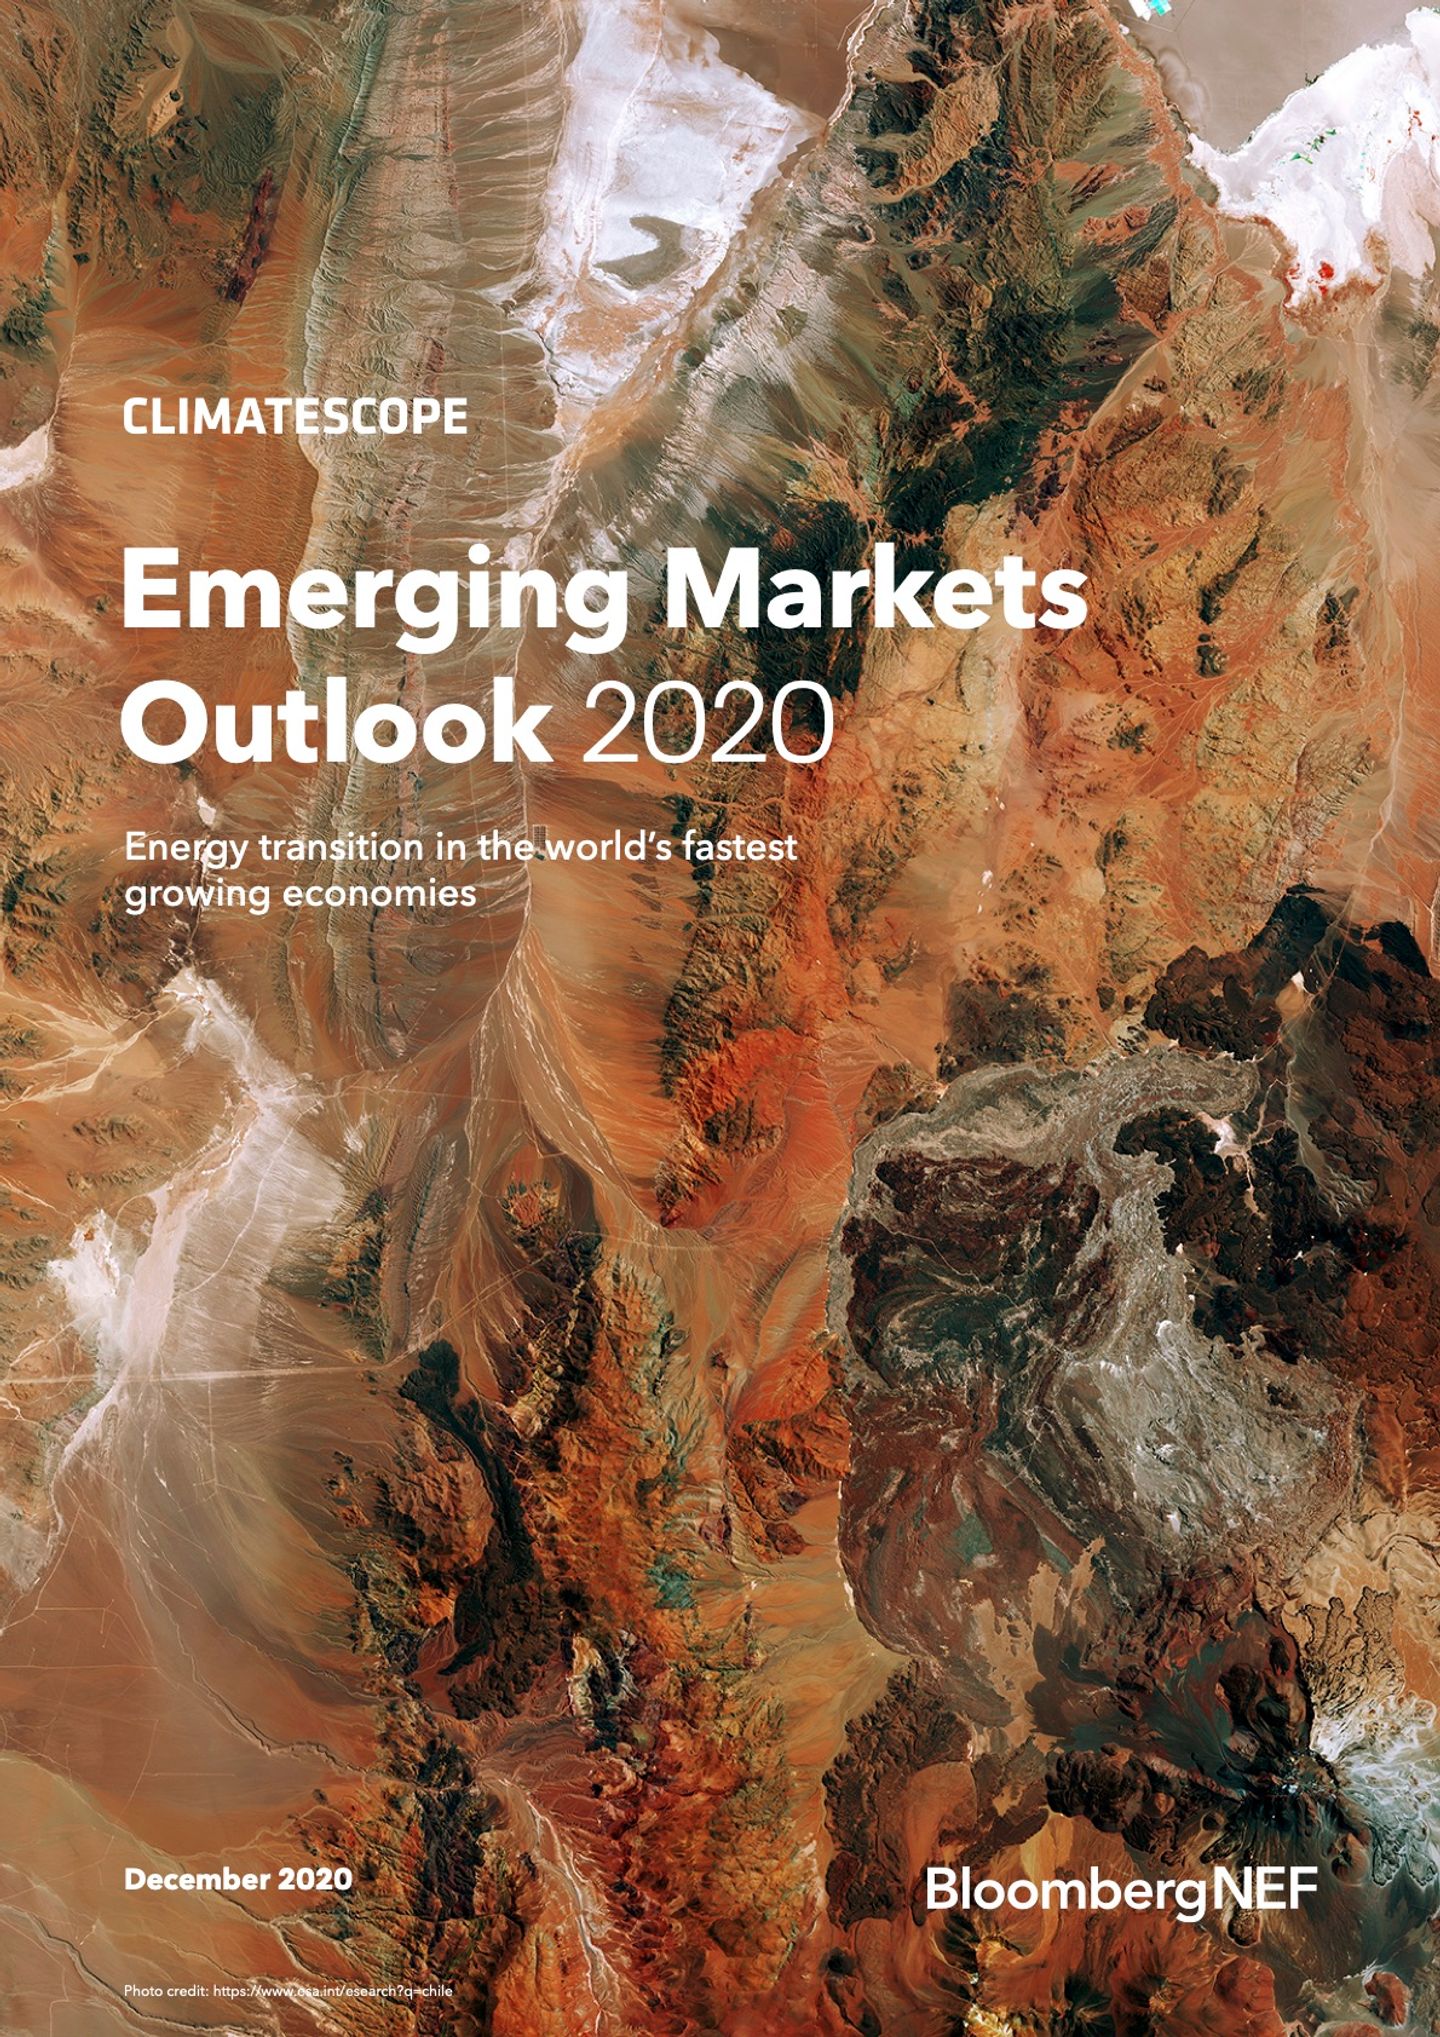 CLIMATESCOPE
Emerging Markets
Outlook 2020
Energy transition in the world's fastest
growing economies
December 2020
BloombergNEF
Photo credit: https://www.esa.int/esearch?q=chile